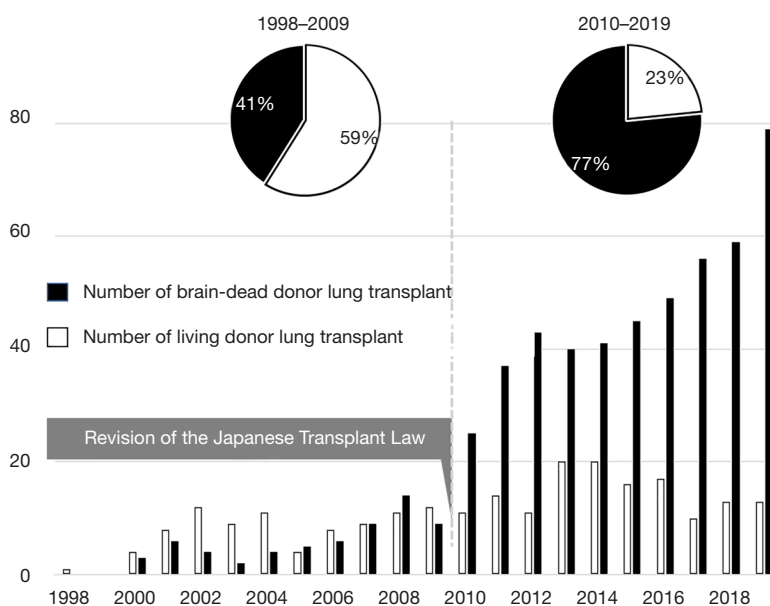 1998–2009
2010–2019
41%
59%
23%
77%
80
60
Number of brain-dead donor lung transplant
Number of living donor lung transplant
40
Revision of the Japanese Transplant Law
20
0
1998 2000 2002 2004 2006 2008 2010 2012 2014 2016 2018